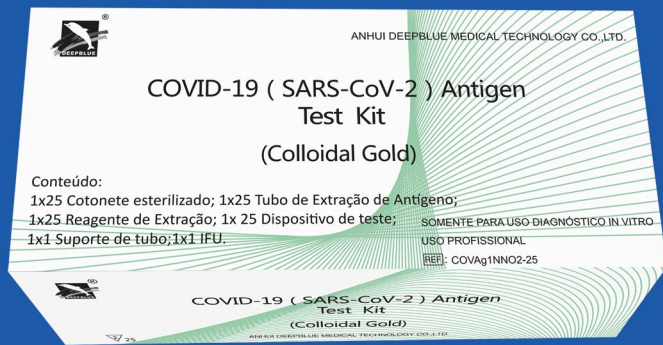 ®
DEEPBLUE
ANHUI DEEPBLUE MEDICAL TECHNOLOGY CO.,LTD.
COVID-19 ( SARS-CoV-2 ) Antigen
Test Kit
(Colloidal Gold)
Conteúdo:
1x25 Cotonete esterilizado; 1x25 Tubo de Extração de Antígeno;
1x25 Reagente de Extração; 1x 25 Dispositivo de teste;
1x1 Suporte de tubo;1x1 IFU.
SOMENTE PARA USO DIAGNÓSTICO IN VITRO
USO PROFISSIONAL
REF : COVAg1NNO2-25
®
DEEPBLUE
COVID-19 ( SARS-CoV-2 ) Antigen
Test Kit
(Colloidal Gold)
ANHUI DEEPBLUE MEDICAL TECHNOLOGY CO.,LTD.
25